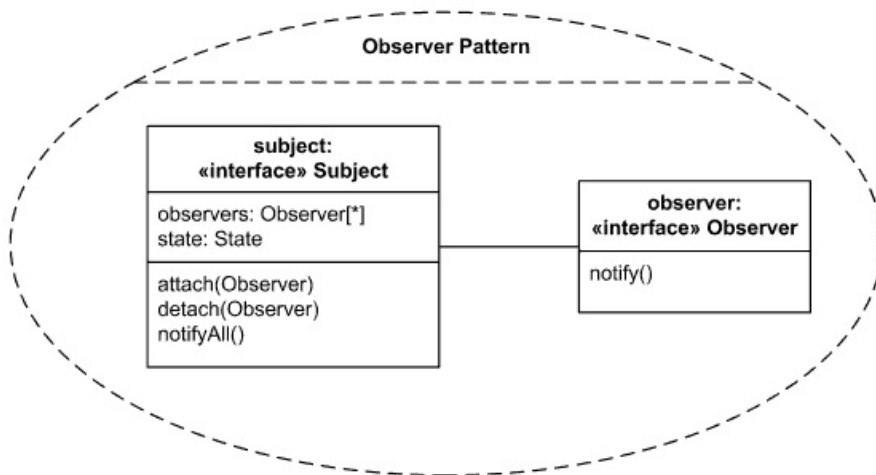 Observer Pattern
subject:
«interface» Subject
observers: Observer[*]
state: State
attach(Observer)
detach(Observer)
notifyAll()
observer:
«interface» Observer
notify()